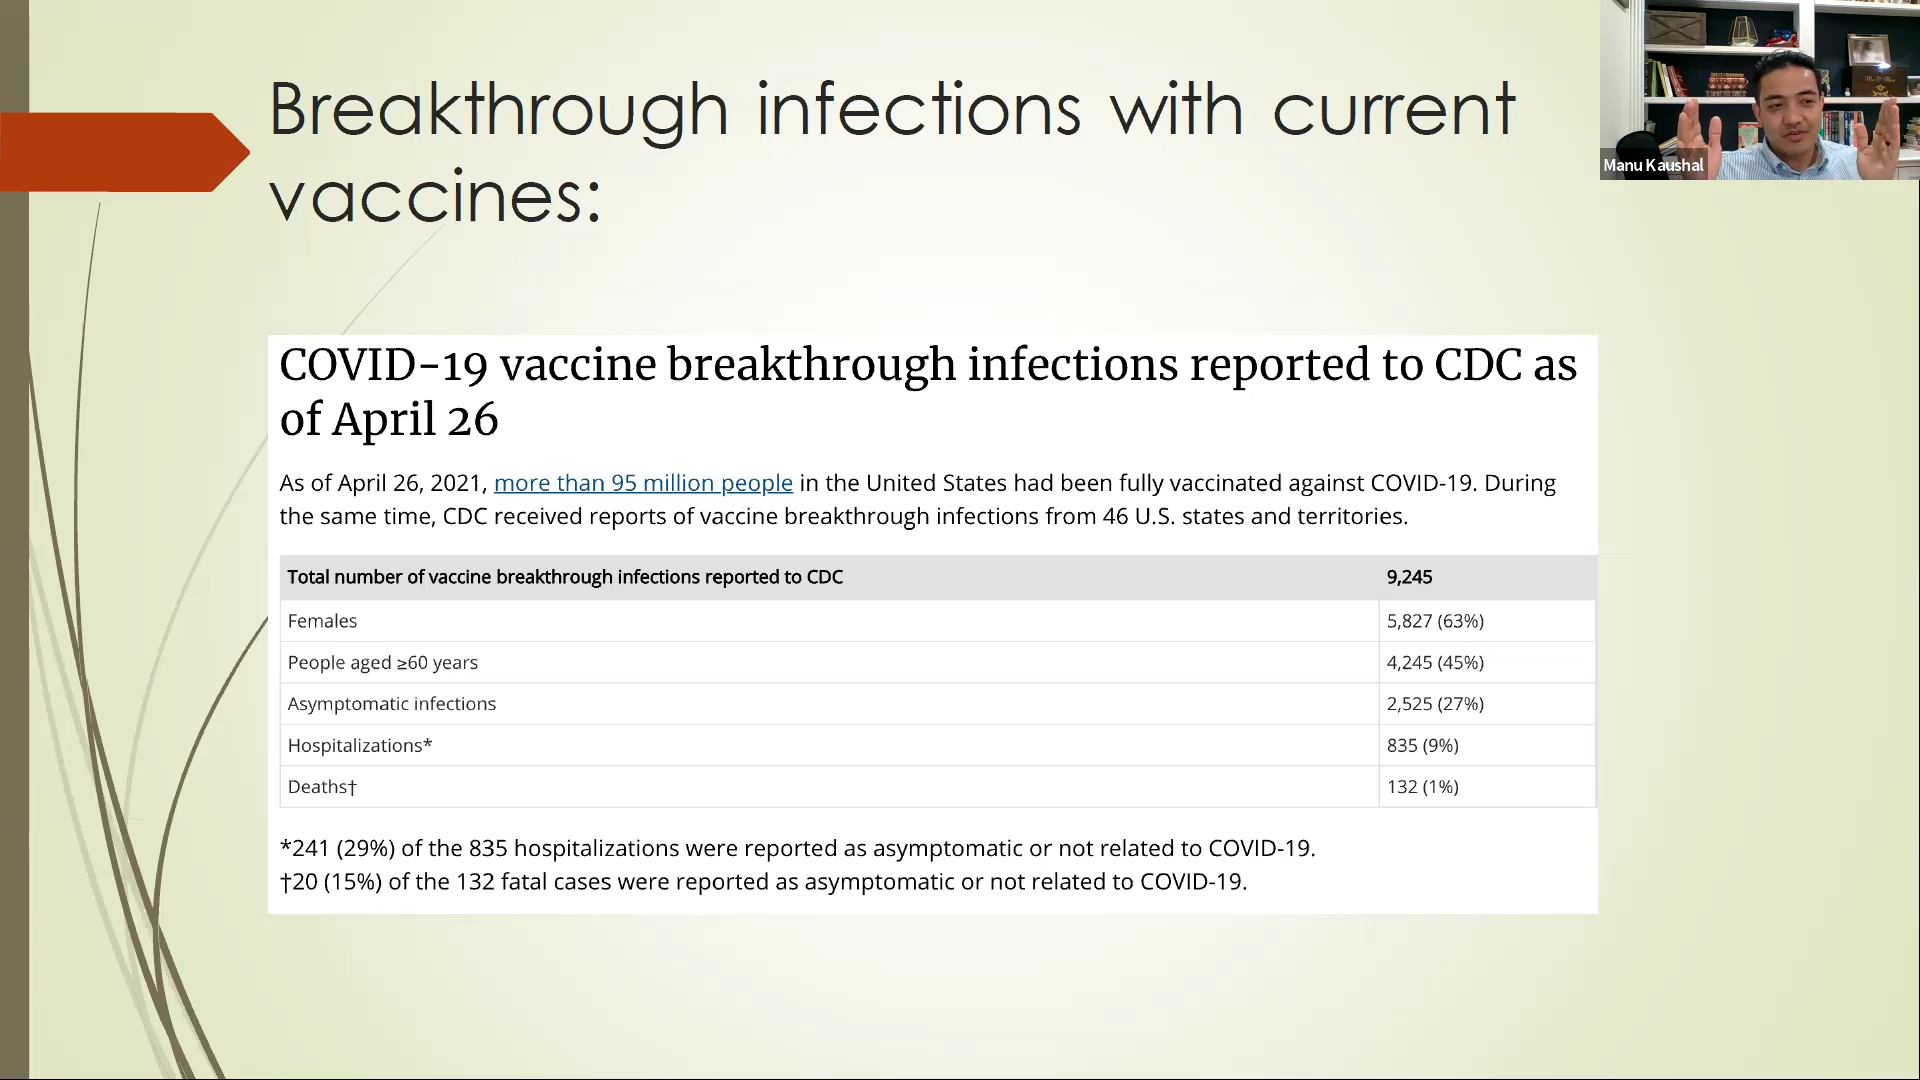 Breakthrough infections with current
vaccines:
Manu Kaushal
COVID-19 vaccine breakthrough infections reported to CDC as
of April 26
As of April 26, 2021, more than 95 million people in the United States had been fully vaccinated against COVID-19. During
the same time, CDC received reports of vaccine breakthrough infections from 46 U.S. states and territories.
Total number of vaccine breakthrough infections reported to CDC 9,245
Females 5,827 (63%)
People aged ≥60 years 4,245 (45%)
Asymptomatic infections 2,525 (27%)
Hospitalizations* 835 (9%)
Deaths† 132 (1%)
*241 (29%) of the 835 hospitalizations were reported as asymptomatic or not related to COVID-19.
†20 (15%) of the 132 fatal cases were reported as asymptomatic or not related to COVID-19.